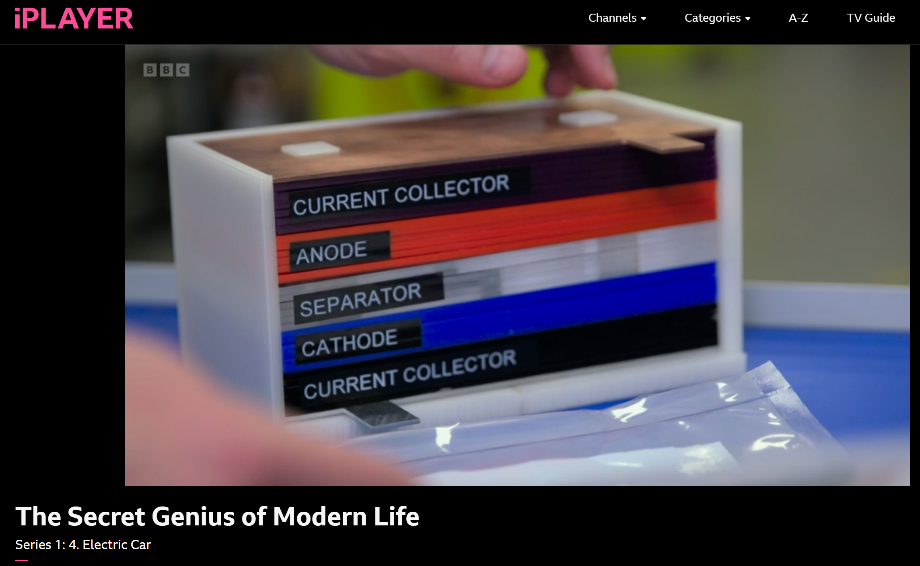 iPLAYER
Channels
Categories
A-Z
TV Guide
BBC
CURRENT COLLECTOR
ANODE
SEPARATOR
CATHODE
CURRENT COLLECTOR
The Secret Genius of Modern Life
Series 1: 4. Electric Car